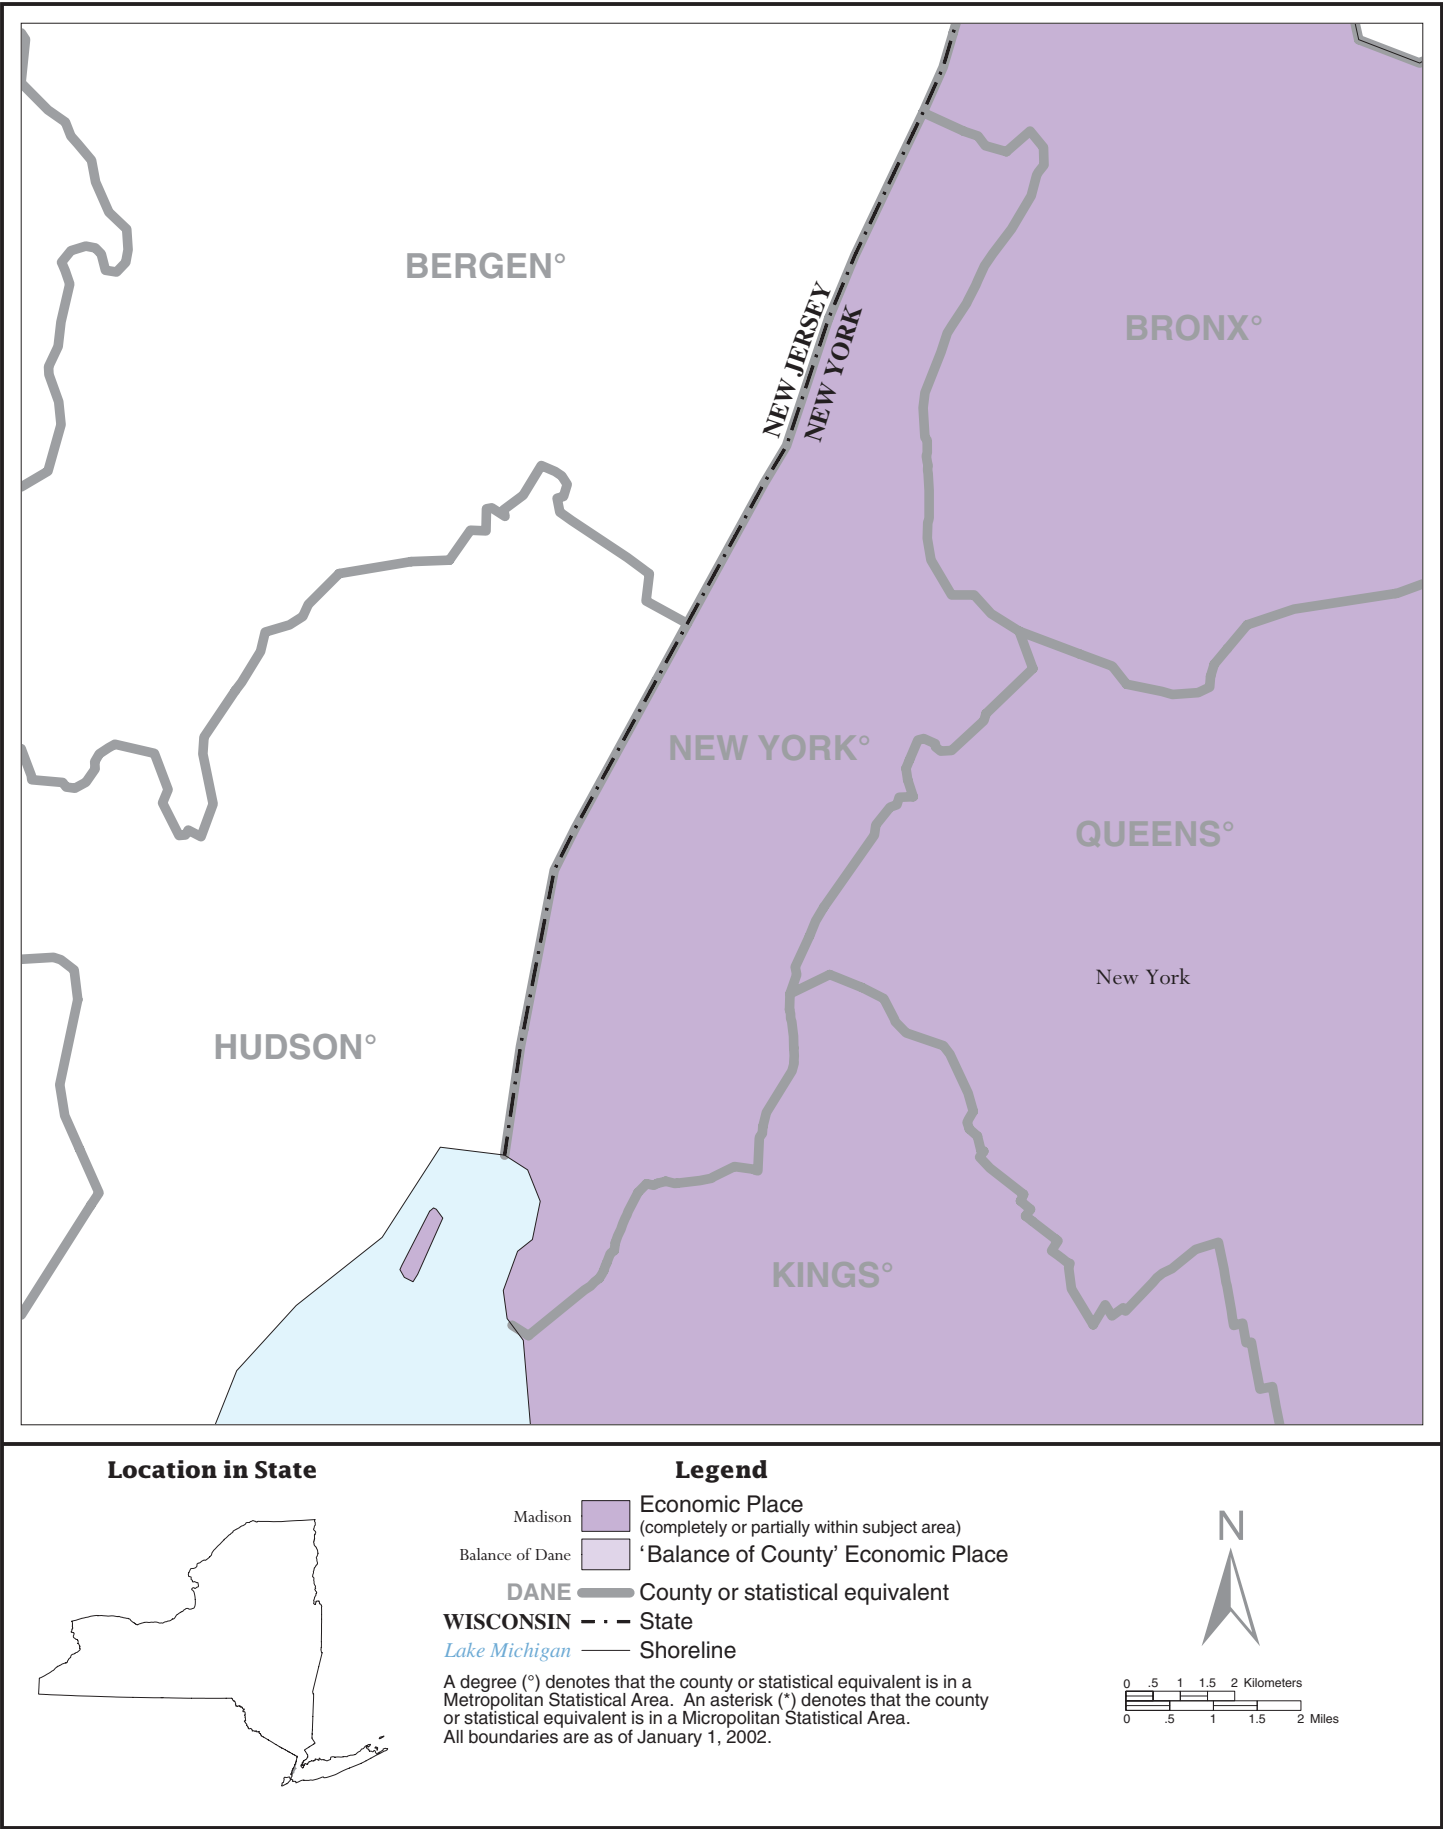 BERGEN°
BRONX°
NEW JERSEY
NEW YORK
NEW YORK°
QUEENS°
New York
HUDSON°
KINGS°
Location in State
Legend
Madison
Economic Place
(completely or partially within subject area)
Balance of Dane
‘Balance of County’ Economic Place
DANE
County or statistical equivalent
WISCONSIN
State
Lake Michigan
Shoreline
A degree (°) denotes that the county or statistical equivalent is in a
Metropolitan Statistical Area. An asterisk (*) denotes that the county
or statistical equivalent is in a Micropolitan Statistical Area.
All boundaries are as of January 1, 2002.
N
0 .5 1 1.5 2 Kilometers
0 .5 1 1.5 2 Miles